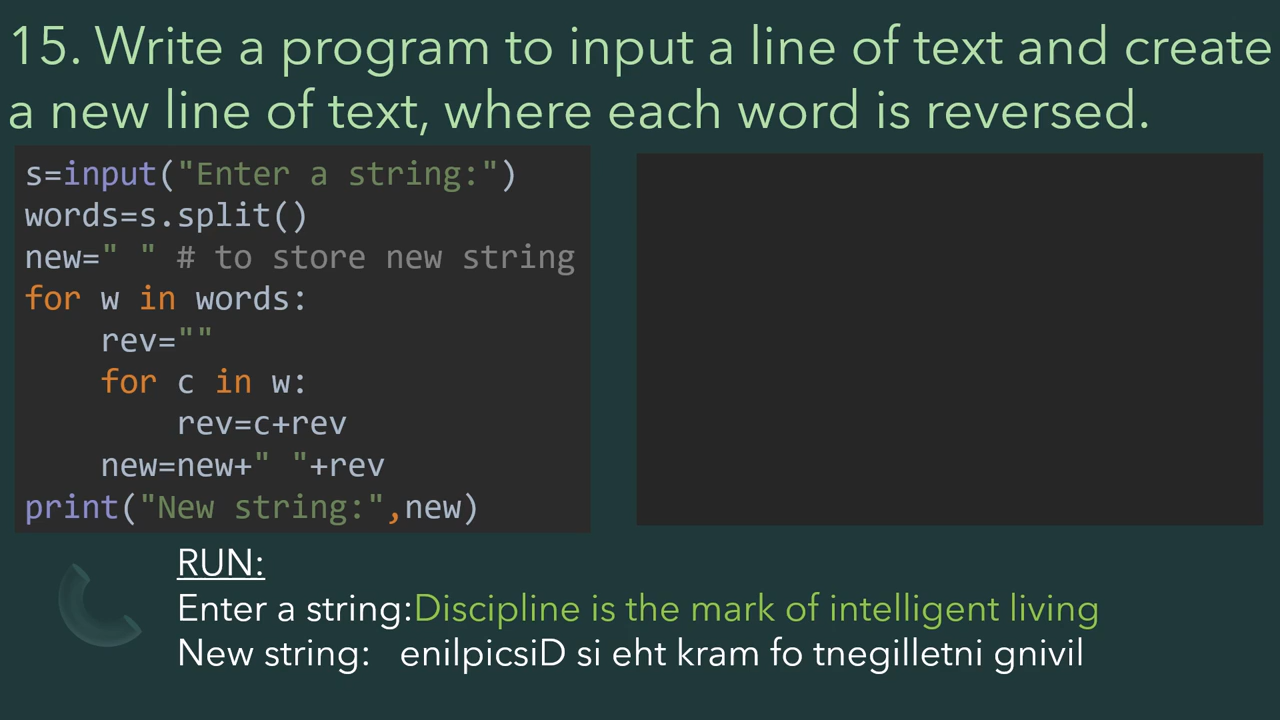 15. Write a program to input a line of text and create
a new line of text, where each word is reversed.
s=input("Enter a string:")
words=s.split()
new=" " # to store new string
for w in words:
    rev=""
    for c in w:
        rev=c+rev
    new=new+" "+rev
print("New string:",new)
RUN:
Enter a string:Discipline is the mark of intelligent living
New string:   enilpicsiD si eht kram fo tnegilletni gnivil